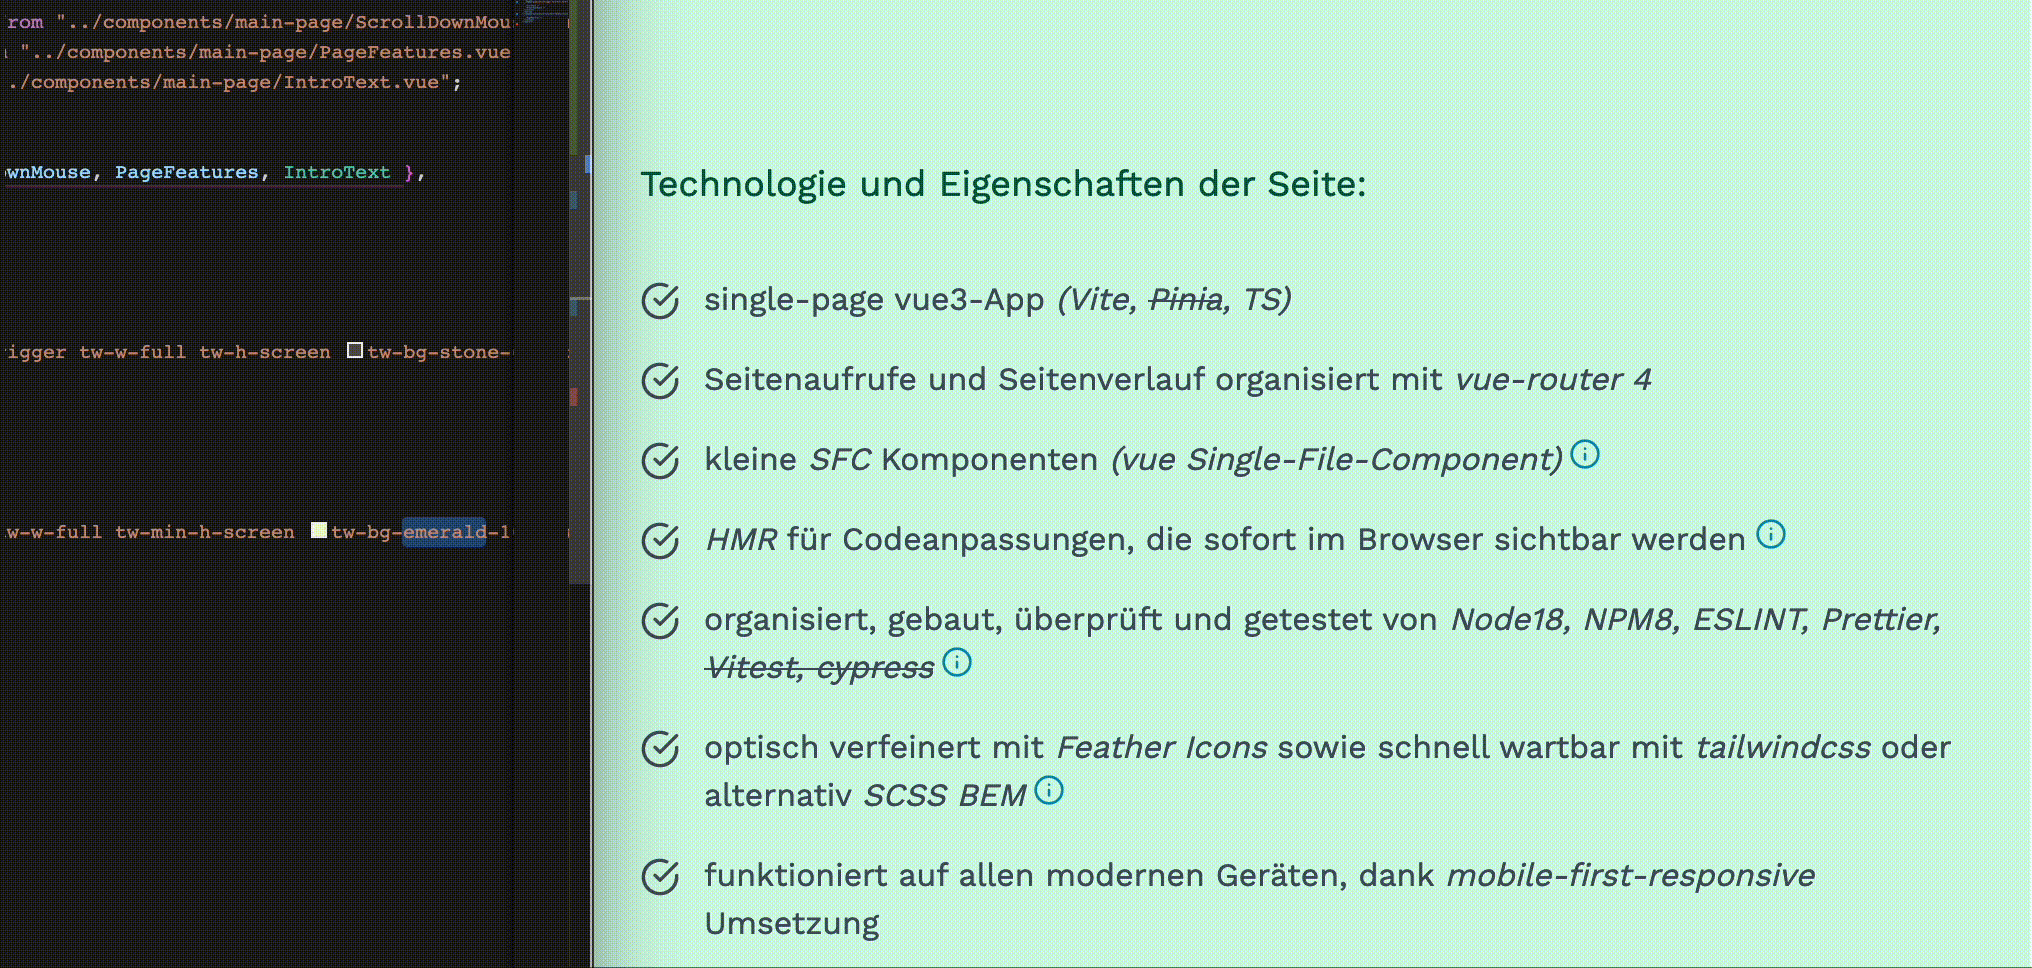 rom "../components/main-page/ScrollDownMou
"../components/main-page/PageFeatures.vue
./components/main-page/IntroText.vue";
wnMouse, PageFeatures, IntroText },
igger tw-w-full tw-h-screen tw-bg-stone-
w-w-full tw-min-h-screen tw-bg-emerald-1
Technologie und Eigenschaften der Seite:
single-page vue3-App (Vite, Pinia, TS)
Seitenaufrufe und Seitenverlauf organisiert mit vue-router 4
kleine SFC Komponenten (vue Single-File-Component)
HMR für Codeanpassungen, die sofort im Browser sichtbar werden
organisiert, gebaut, überprüft und getestet von Node18, NPM8, ESLINT, Prettier,
Vitest, cypress
optisch verfeinert mit Feather Icons sowie schnell wartbar mit tailwindcss oder
alternativ SCSS BEM
funktioniert auf allen modernen Geräten, dank mobile-first-responsive
Umsetzung